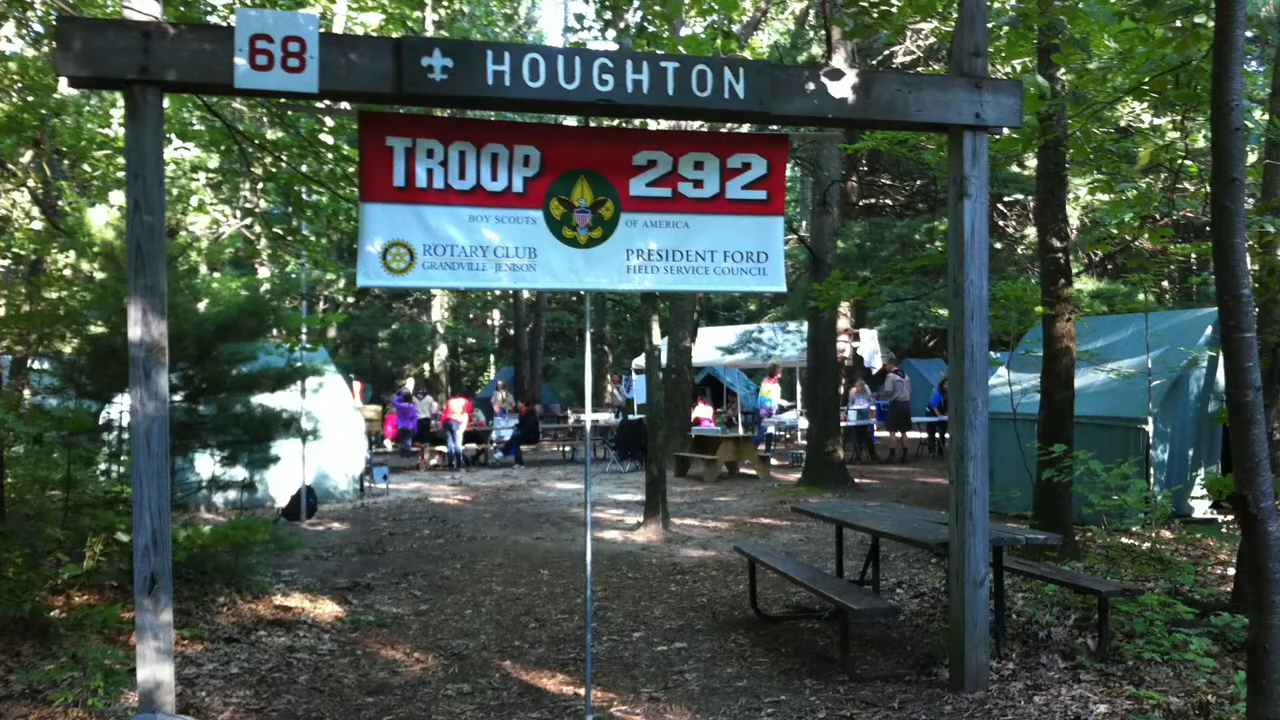 68
HOUGHTON
TROOP 292
BOY SCOUTS OF AMERICA
ROTARY CLUB
GRANDVILLE-JENISON
PRESIDENT FORD
FIELD SERVICE COUNCIL